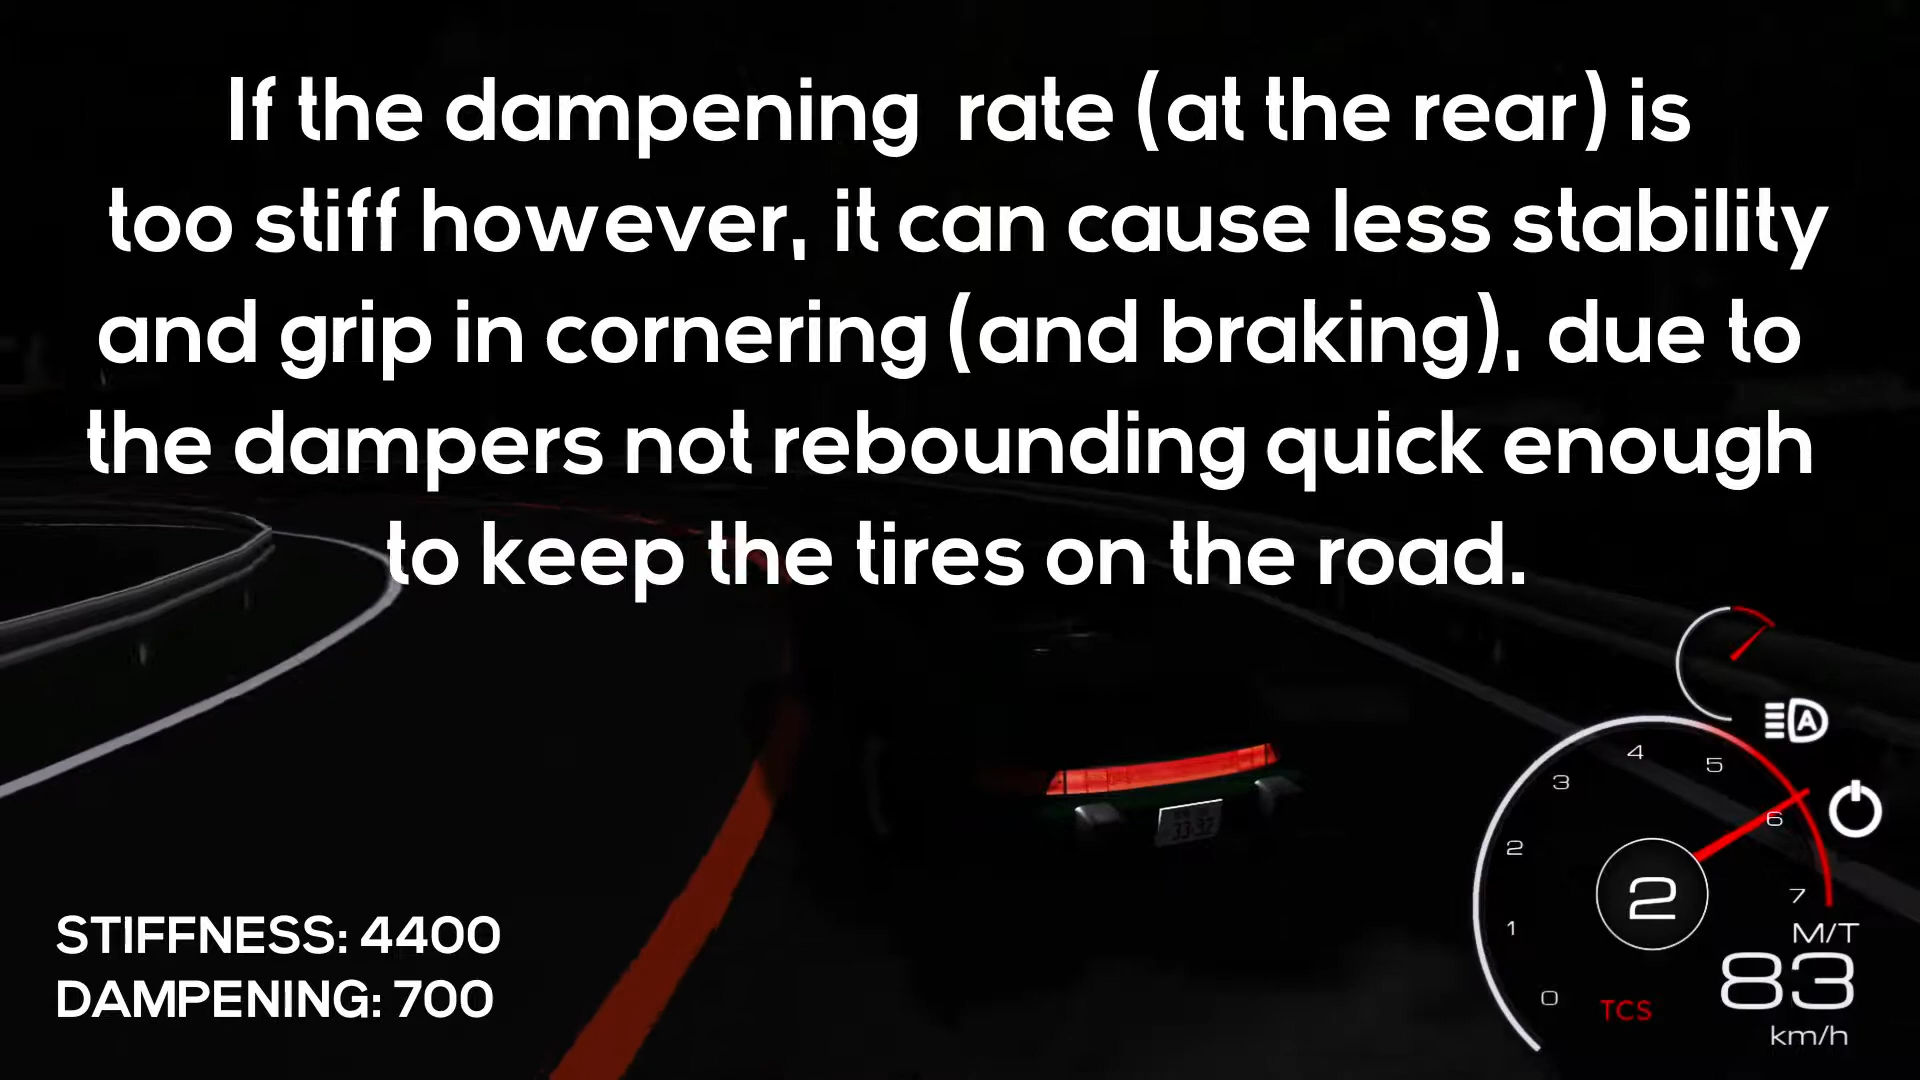 If the dampening  rate (at the rear) is
too stiff however, it can cause less stability
and grip in cornering (and braking), due to
the dampers not rebounding quick enough
to keep the tires on the road.
A
4
5
3
6
2
2
7
1
M/T
STIFFNESS: 4400
83
DAMPENING: 700
0
TCS
km/h